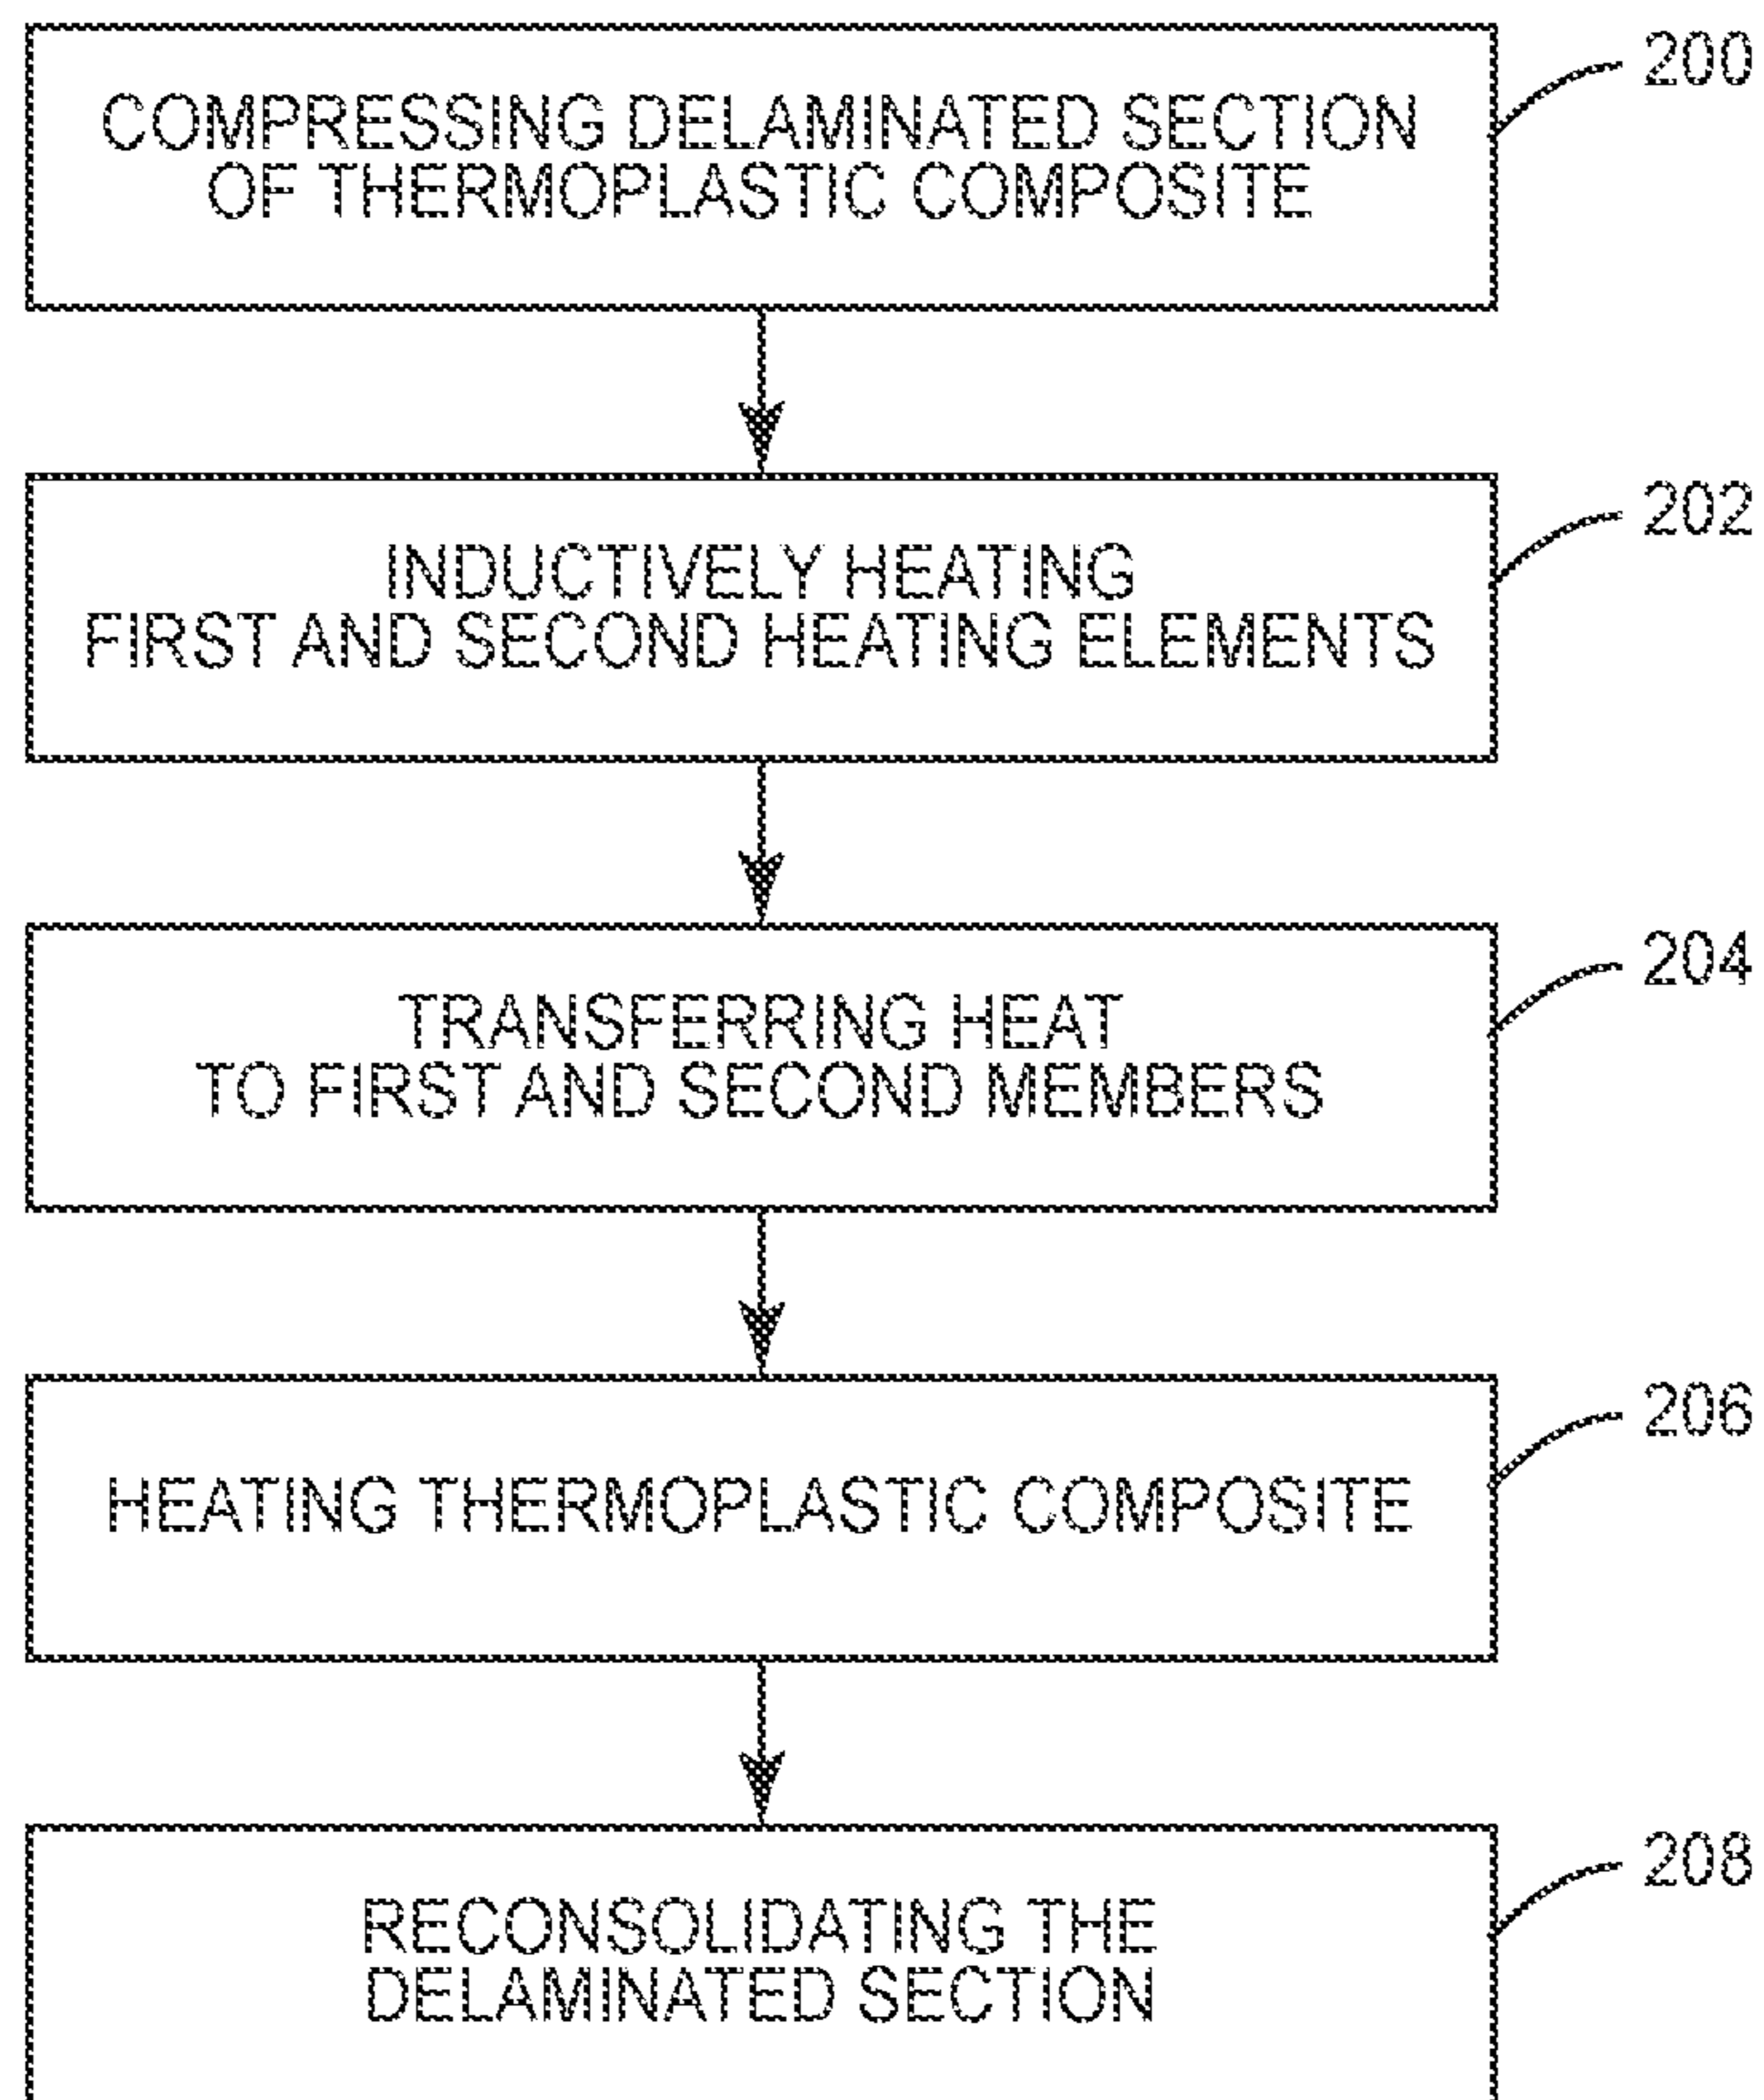 COMPRESSING DELAMINATED SECTION
OF THERMOPLASTIC COMPOSITE
200
INDUCTIVELY HEATING
FIRST AND SECOND HEATING ELEMENTS
202
TRANSFERRING HEAT
TO FIRST AND SECOND MEMBERS
204
HEATING THERMOPLASTIC COMPOSITE
206
RECONSOLIDATING THE
DELAMINATED SECTION
208